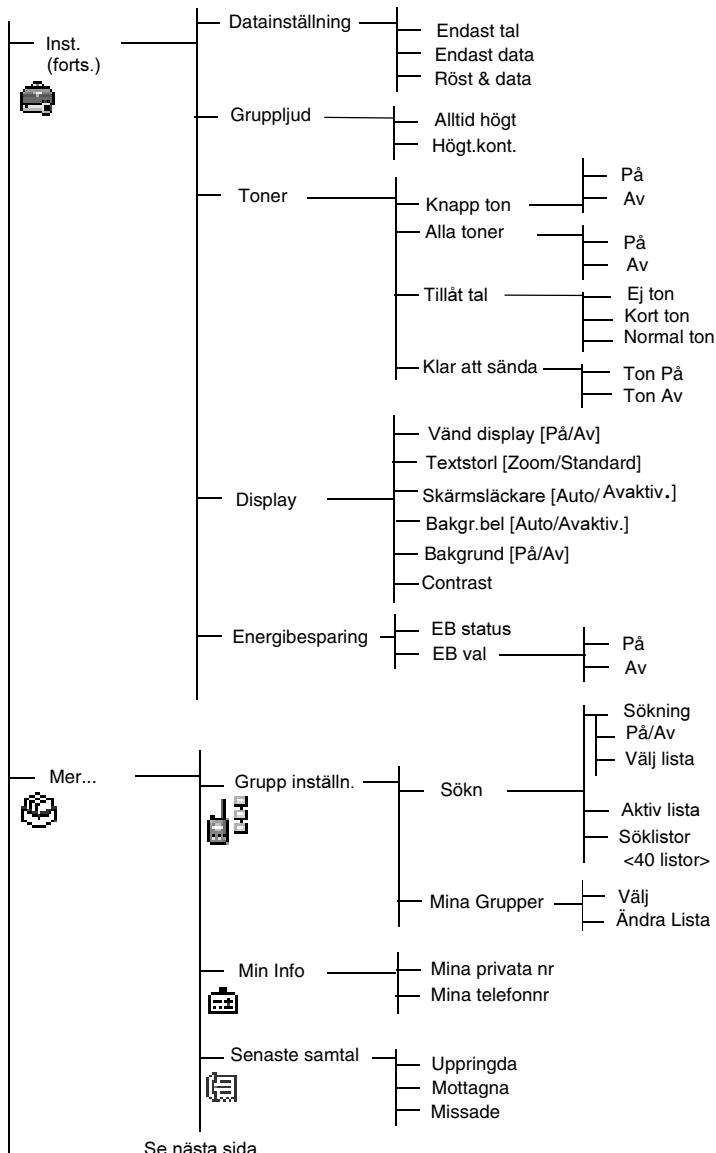 Inst.
(forts.)
Datainställning
Endast tal
Endast data
Röst & data
Gruppljud
Alltid högt
Högt.kont.
Toner
Knapp ton
På
Av
Alla toner
På
Av
Tillåt tal
Ej ton
Kort ton
Normal ton
Klar att sända
Ton På
Ton Av
Display
Vänd display [På/Av]
Textstorl [Zoom/Standard]
Skärmsläckare [Auto/Avaktiv.]
Bakgr.bel [Auto/Avaktiv.]
Bakgrund [På/Av]
Contrast
Energibesparing
EB status
EB val
På
Av
Mer...
Grupp inställn.
Sökn
Sökning
På/Av
Välj lista
Aktiv lista
Söklistor
<40 listor>
Mina Grupper
Välj
Ändra Lista
Min Info
Mina privata nr
Mina telefonnr
Senaste samtal
Uppringda
Mottagna
Missade
Se nästa sida